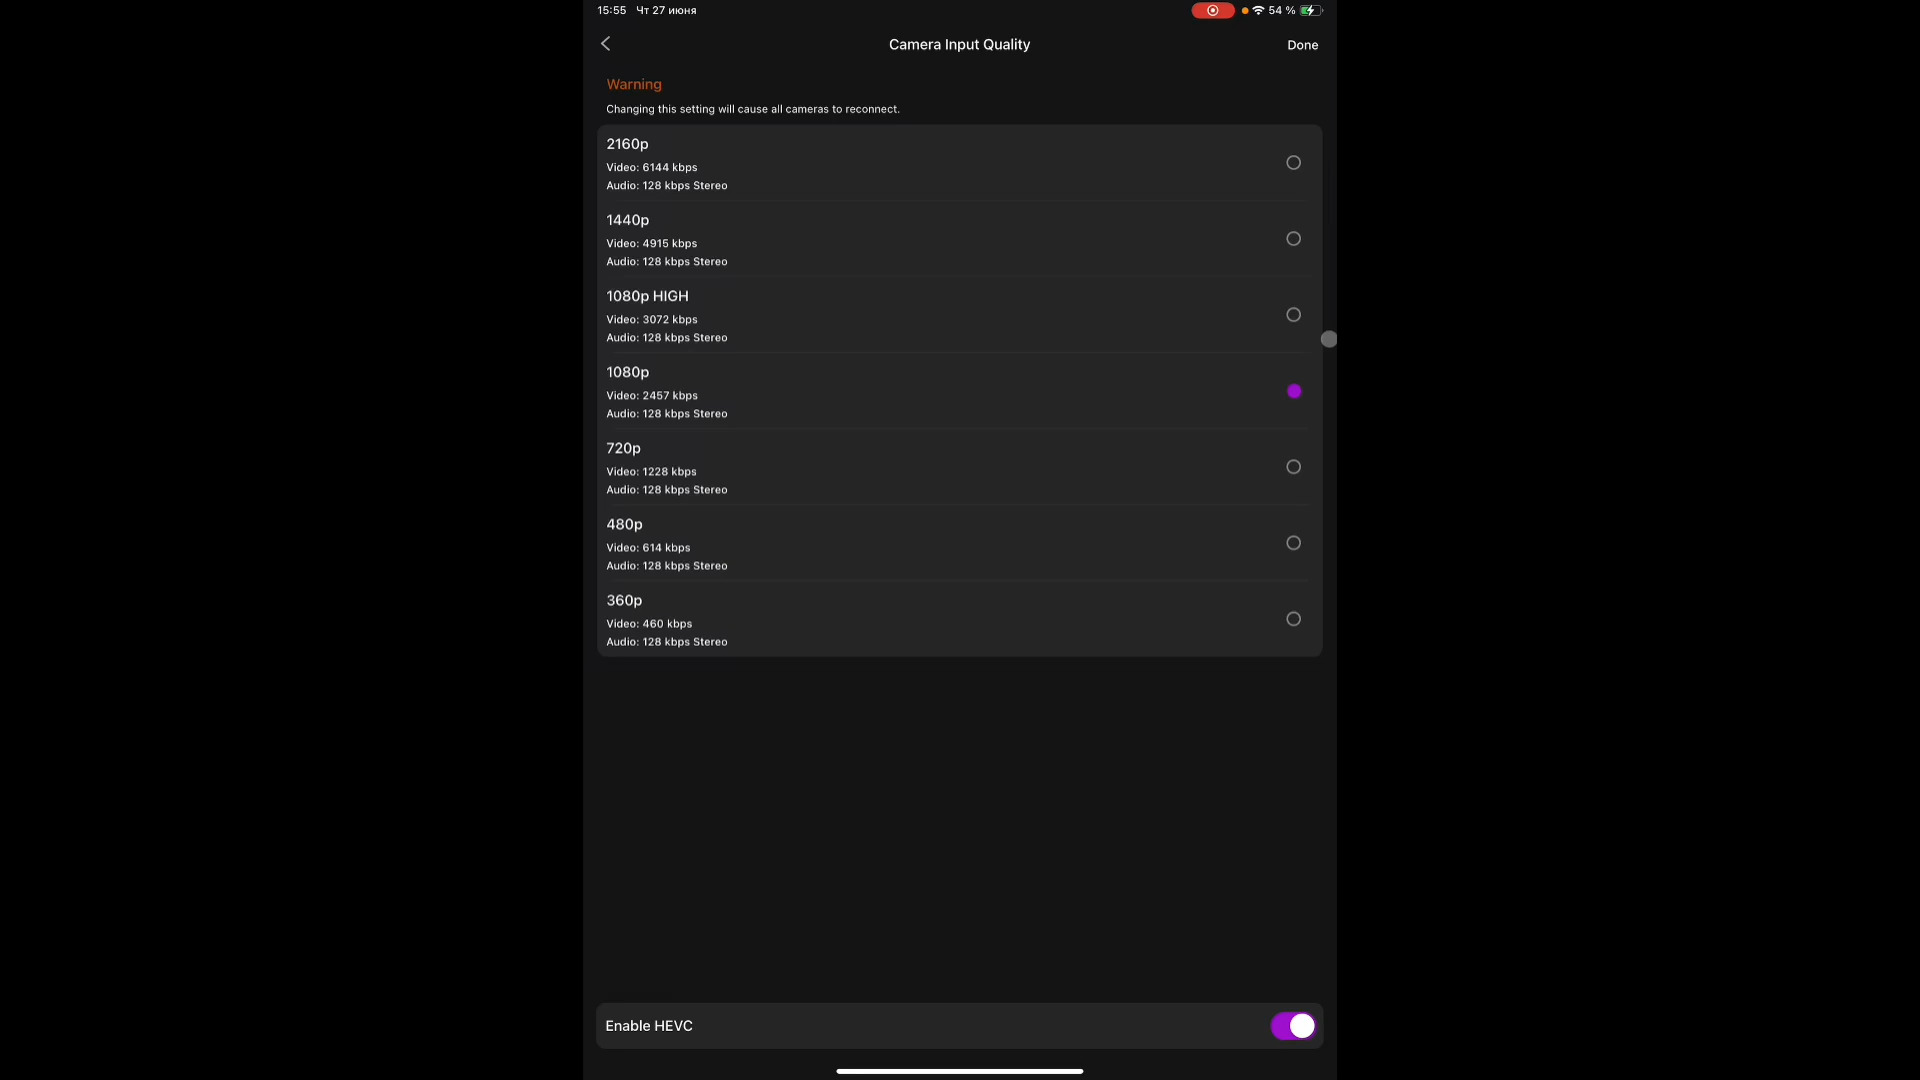 15:55 Чт 27 июня
54 %
Camera Input Quality
Done
Warning
Changing this setting will cause all cameras to reconnect.
2160p
Video: 6144 kbps
Audio: 128 kbps Stereo
1440p
Video: 4915 kbps
Audio: 128 kbps Stereo
1080p HIGH
Video: 3072 kbps
Audio: 128 kbps Stereo
1080p
Video: 2457 kbps
Audio: 128 kbps Stereo
720p
Video: 1228 kbps
Audio: 128 kbps Stereo
480p
Video: 614 kbps
Audio: 128 kbps Stereo
360p
Video: 460 kbps
Audio: 128 kbps Stereo
Enable HEVC